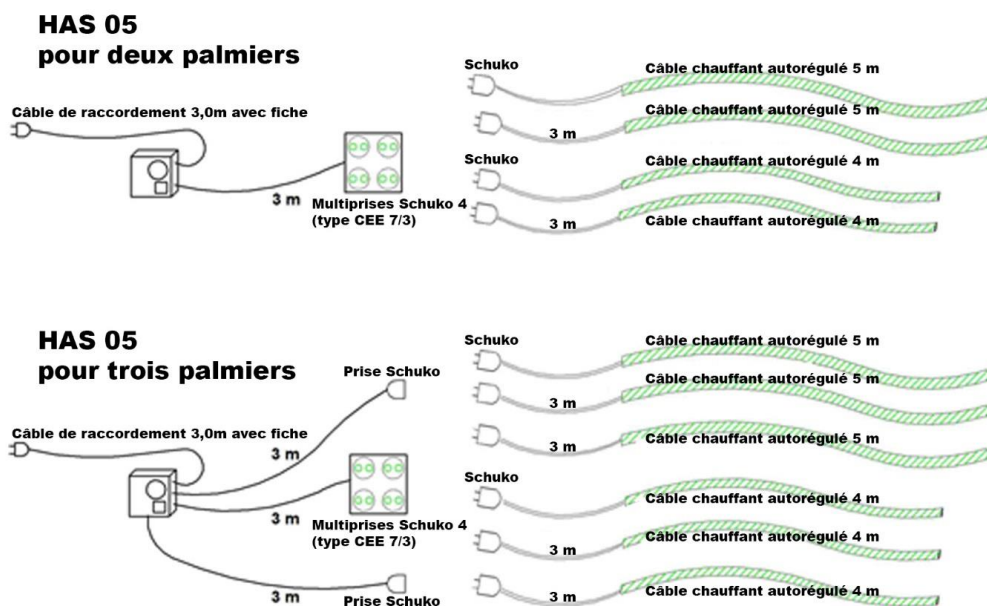 HAS 05
pour deux palmiers
Câble de raccordement 3,0m avec fiche
3 m
Multiprises Schuko 4
(type CEE 7/3)
Schuko
Câble chauffant autorégulé 5 m
Câble chauffant autorégulé 5 m
3 m
Schuko
Câble chauffant autorégulé 4 m
3 m
Câble chauffant autorégulé 4 m
HAS 05
pour trois palmiers
Prise Schuko
Câble de raccordement 3,0m avec fiche
3 m
3 m
Multiprises Schuko 4
(type CEE 7/3)
3 m
Prise Schuko
Schuko
Câble chauffant autorégulé 5 m
Câble chauffant autorégulé 5 m
3 m
3 m
Câble chauffant autorégulé 5 m
Schuko
Câble chauffant autorégulé 4 m
3 m
Câble chauffant autorégulé 4 m
3 m
Câble chauffant autorégulé 4 m